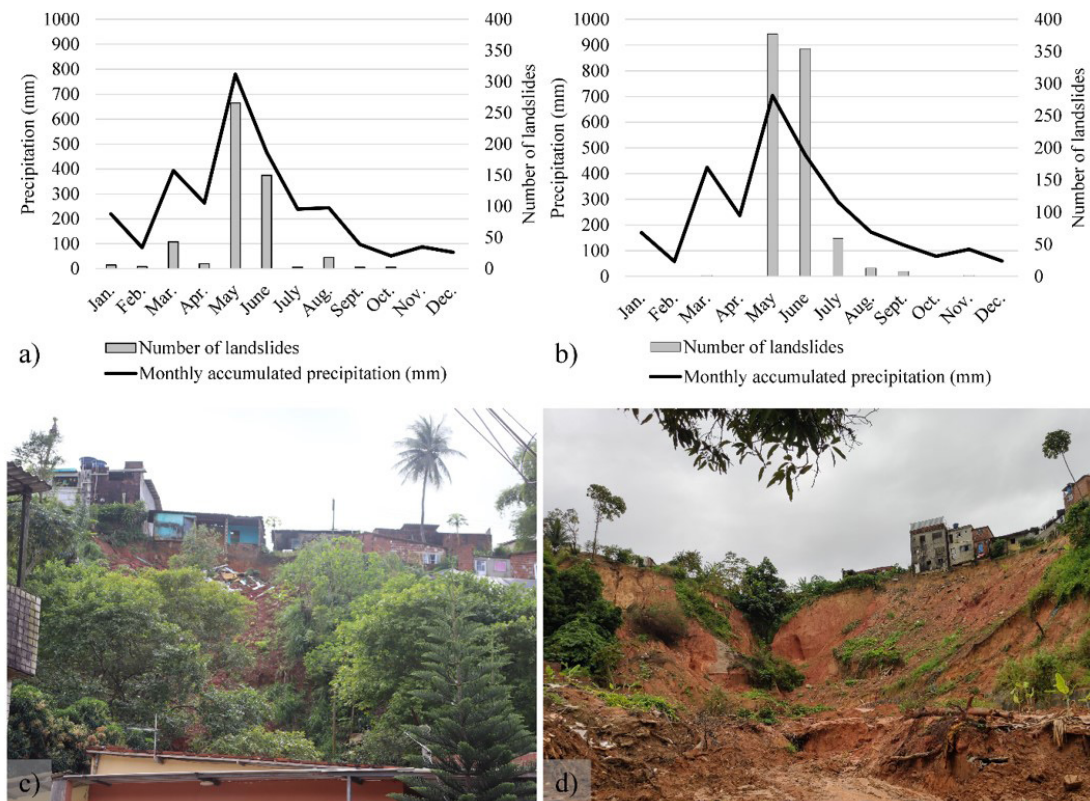 1000
900
800
700
600
500
400
300
200
100
0
Precipitation (mm)
400
350
300
250
200
150
100
50
0
Number of landslides
Jan.
Feb.
Mar.
Apr.
May
June
July
Aug.
Sept.
Oct.
Nov.
Dec.
a)
Number of landslides
Monthly accumulated precipitation (mm)
1000
900
800
700
600
500
400
300
200
100
0
Precipitation (mm)
400
350
300
250
200
150
100
50
0
Number of landslides
Jan.
Feb.
Mar.
Apr.
May
June
July
Aug.
Sept.
Oct.
Nov.
Dec.
b)
Number of landslides
Monthly accumulated precipitation (mm)
c)
d)